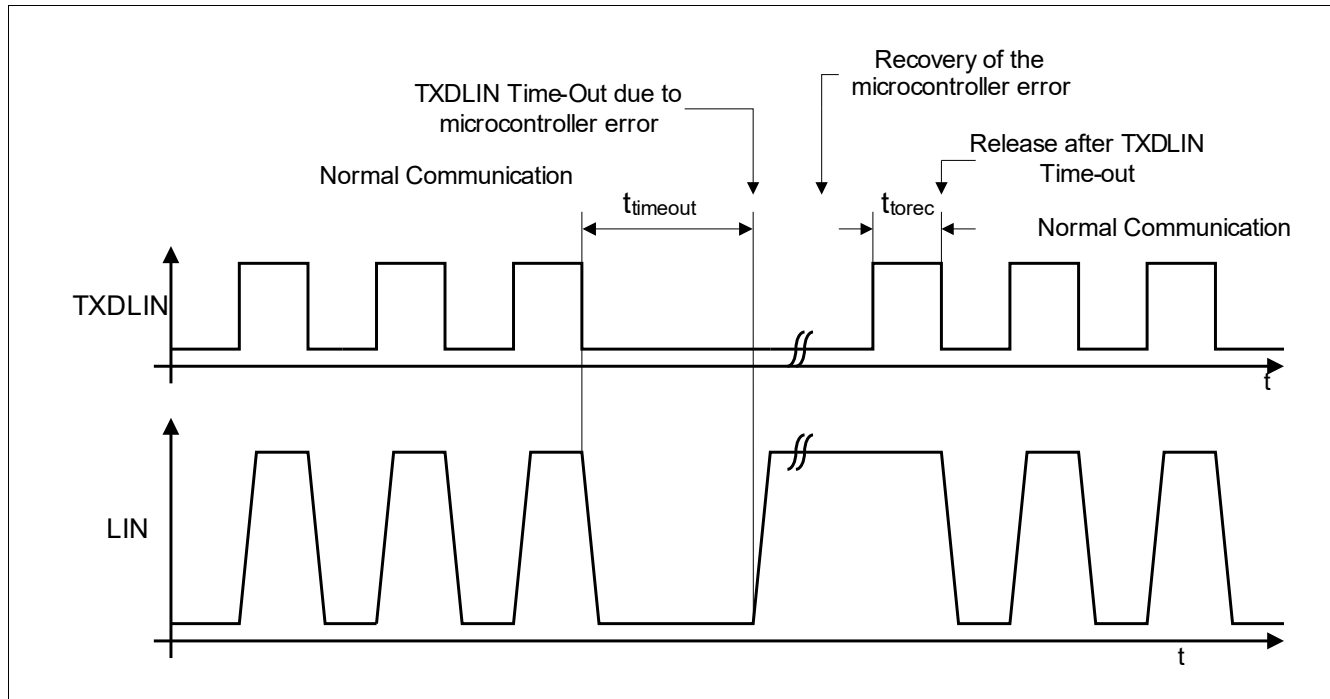 Recovery of the
microcontroller error
TXDLIN Time-Out due to
microcontroller error
Release after TXDLIN
Time-out
Normal Communication
ttimeout
ttorec
Normal Communication
TXDLIN
t
LIN
t